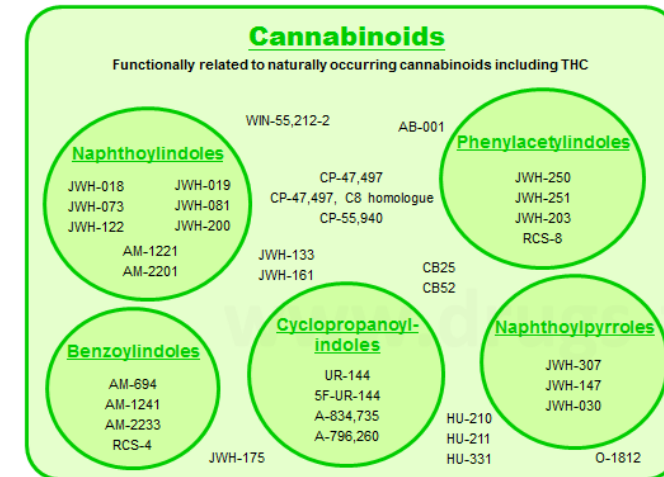 Cannabinoids
Functionally related to naturally occurring cannabinoids including THC
WIN-55,212-2
AB-001
Naphthoylindoles
JWH-018 JWH-019
JWH-073 JWH-081
JWH-122 JWH-200
AM-1221
AM-2201
CP-47,497
CP-47,497, C8 homologue
CP-55,940
Phenylacetylindoles
JWH-250
JWH-251
JWH-203
RCS-8
JWH-133
JWH-161
CB25
CB52
Benzoylindoles
AM-694
AM-1241
AM-2233
RCS-4
Cyclopropanoyl-
indoles
UR-144
5F-UR-144
A-834,735
A-796,260
Naphthoylpyrroles
JWH-307
JWH-147
JWH-030
HU-210
HU-211
HU-331
JWH-175
O-1812
www.drugs